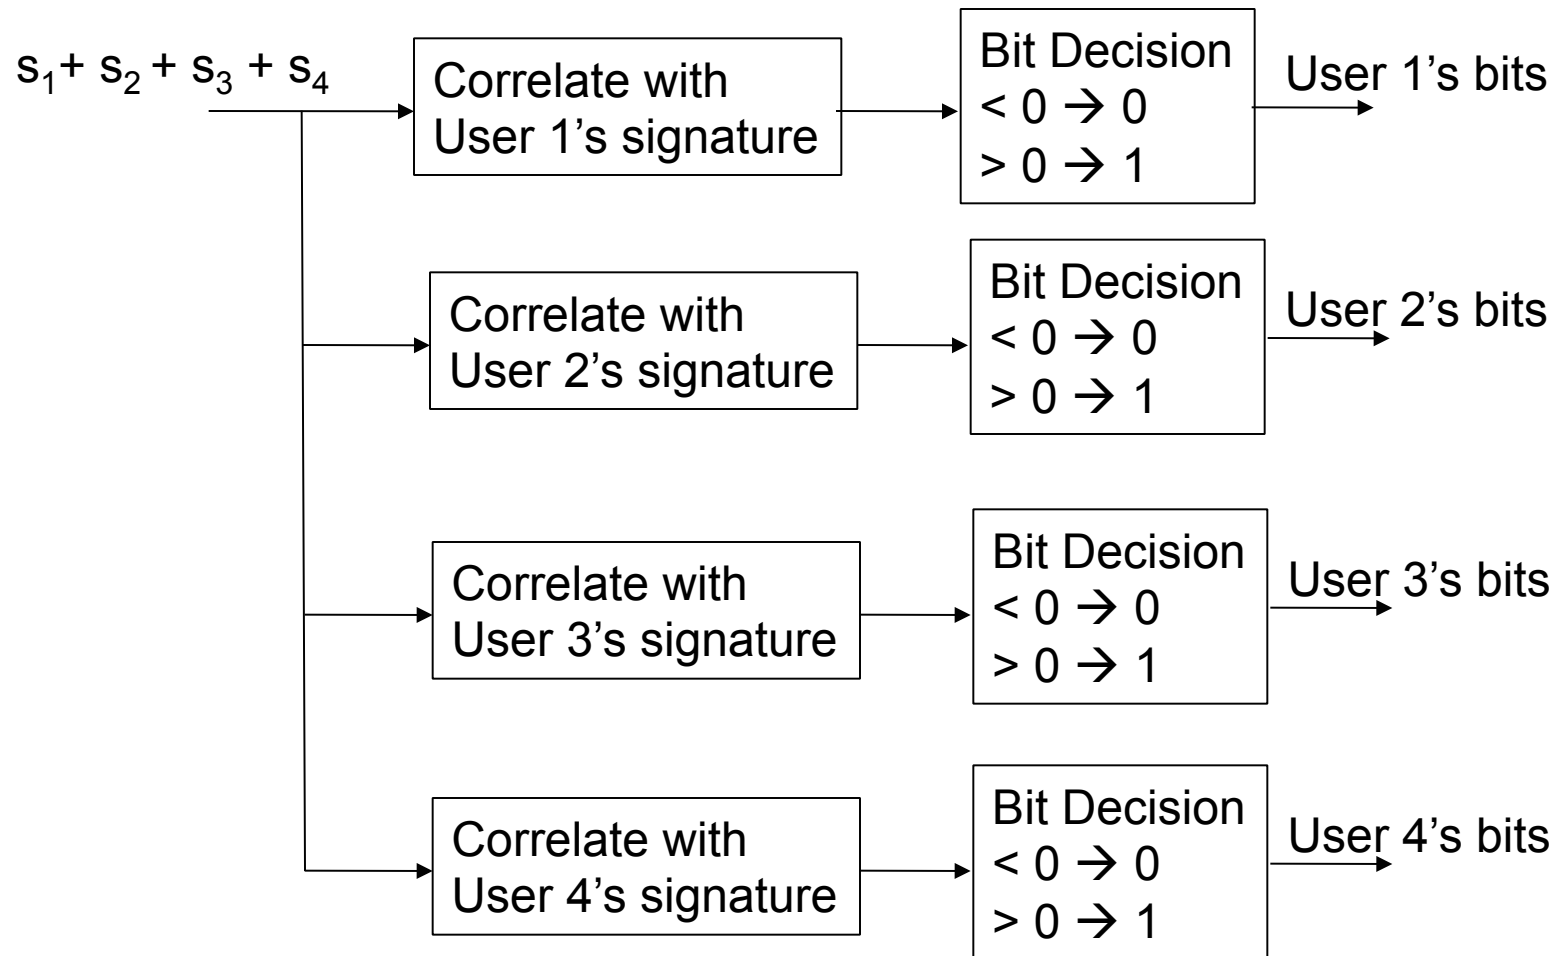 s₁+ s₂ + s₃ + s₄
Correlate with
User 1’s signature
Bit Decision
< 0 → 0
> 0 → 1
User 1’s bits
Correlate with
User 2’s signature
Bit Decision
< 0 → 0
> 0 → 1
User 2’s bits
Correlate with
User 3’s signature
Bit Decision
< 0 → 0
> 0 → 1
User 3’s bits
Correlate with
User 4’s signature
Bit Decision
< 0 → 0
> 0 → 1
User 4’s bits